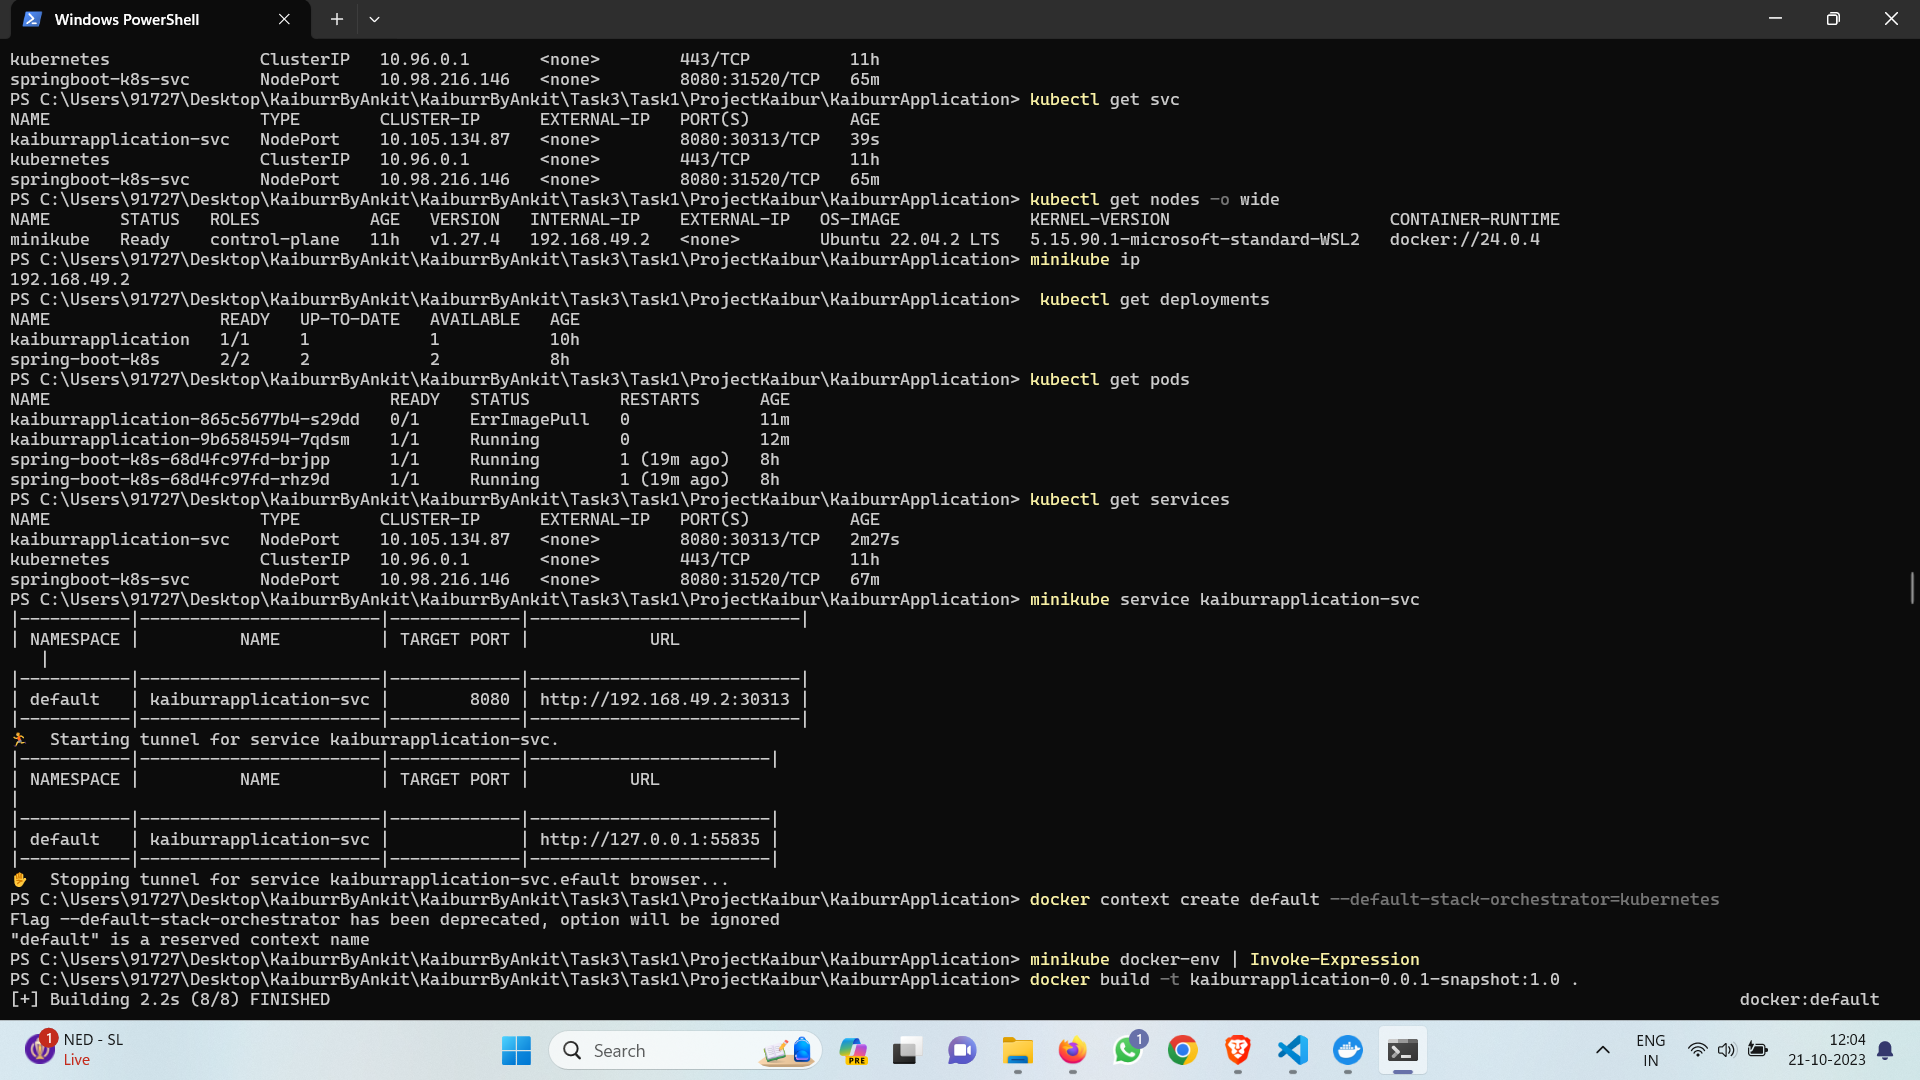 Windows PowerShell
kubernetes               ClusterIP   10.96.0.1       <none>        443/TCP          11h
springboot-k8s-svc       NodePort    10.98.216.146   <none>        8080:31520/TCP   65m
PS C:\Users\91727\Desktop\KaiburrByAnkit\KaiburrByAnkit\Task3\Task1\ProjectKaibur\KaiburrApplication> kubectl get svc
NAME                     TYPE        CLUSTER-IP      EXTERNAL-IP   PORT(S)          AGE
kaiburrapplication-svc   NodePort    10.105.134.87   <none>        8080:30313/TCP   39s
kubernetes               ClusterIP   10.96.0.1       <none>        443/TCP          11h
springboot-k8s-svc       NodePort    10.98.216.146   <none>        8080:31520/TCP   65m
PS C:\Users\91727\Desktop\KaiburrByAnkit\KaiburrByAnkit\Task3\Task1\ProjectKaibur\KaiburrApplication> kubectl get nodes -o wide
NAME       STATUS   ROLES           AGE   VERSION   INTERNAL-IP    EXTERNAL-IP   OS-IMAGE             KERNEL-VERSION                      CONTAINER-RUNTIME
minikube   Ready    control-plane   11h   v1.27.4   192.168.49.2   <none>        Ubuntu 22.04.2 LTS   5.15.90.1-microsoft-standard-WSL2   docker://24.0.4
PS C:\Users\91727\Desktop\KaiburrByAnkit\KaiburrByAnkit\Task3\Task1\ProjectKaibur\KaiburrApplication> minikube ip
192.168.49.2
PS C:\Users\91727\Desktop\KaiburrByAnkit\KaiburrByAnkit\Task3\Task1\ProjectKaibur\KaiburrApplication>  kubectl get deployments
NAME                 READY   UP-TO-DATE   AVAILABLE   AGE
kaiburrapplication   1/1     1            1           10h
spring-boot-k8s      2/2     2            2           8h
PS C:\Users\91727\Desktop\KaiburrByAnkit\KaiburrByAnkit\Task3\Task1\ProjectKaibur\KaiburrApplication> kubectl get pods
NAME                                  READY   STATUS         RESTARTS      AGE
kaiburrapplication-865c5677b4-s29dd   0/1     ErrImagePull   0             11m
kaiburrapplication-9b6584594-7qdsm    1/1     Running        0             12m
spring-boot-k8s-68d4fc97fd-brjpp      1/1     Running        1 (19m ago)   8h
spring-boot-k8s-68d4fc97fd-rhz9d      1/1     Running        1 (19m ago)   8h
PS C:\Users\91727\Desktop\KaiburrByAnkit\KaiburrByAnkit\Task3\Task1\ProjectKaibur\KaiburrApplication> kubectl get services
NAME                     TYPE        CLUSTER-IP      EXTERNAL-IP   PORT(S)          AGE
kaiburrapplication-svc   NodePort    10.105.134.87   <none>        8080:30313/TCP   2m27s
kubernetes               ClusterIP   10.96.0.1       <none>        443/TCP          11h
springboot-k8s-svc       NodePort    10.98.216.146   <none>        8080:31520/TCP   67m
PS C:\Users\91727\Desktop\KaiburrByAnkit\KaiburrByAnkit\Task3\Task1\ProjectKaibur\KaiburrApplication> minikube service kaiburrapplication-svc
|-----------|------------------------|-------------|---------------------------|
| NAMESPACE |          NAME          | TARGET PORT |            URL
   |
|-----------|------------------------|-------------|---------------------------|
| default   | kaiburrapplication-svc |        8080 | http://192.168.49.2:30313 |
|-----------|------------------------|-------------|---------------------------|
🏃  Starting tunnel for service kaiburrapplication-svc.
|-----------|------------------------|-------------|------------------------|
| NAMESPACE |          NAME          | TARGET PORT |          URL
|
|-----------|------------------------|-------------|------------------------|
| default   | kaiburrapplication-svc |             | http://127.0.0.1:55835 |
|-----------|------------------------|-------------|------------------------|
✋  Stopping tunnel for service kaiburrapplication-svc.efault browser...
PS C:\Users\91727\Desktop\KaiburrByAnkit\KaiburrByAnkit\Task3\Task1\ProjectKaibur\KaiburrApplication> docker context create default --default-stack-orchestrator=kubernetes
Flag --default-stack-orchestrator has been deprecated, option will be ignored
"default" is a reserved context name
PS C:\Users\91727\Desktop\KaiburrByAnkit\KaiburrByAnkit\Task3\Task1\ProjectKaibur\KaiburrApplication> minikube docker-env | Invoke-Expression
PS C:\Users\91727\Desktop\KaiburrByAnkit\KaiburrByAnkit\Task3\Task1\ProjectKaibur\KaiburrApplication> docker build -t kaiburrapplication-0.0.1-snapshot:1.0 .
[+] Building 2.2s (8/8) FINISHED                                                                                          docker:default
1
NED - SL
Live
Search
PRE
1
ENG
IN
12:04
21-10-2023